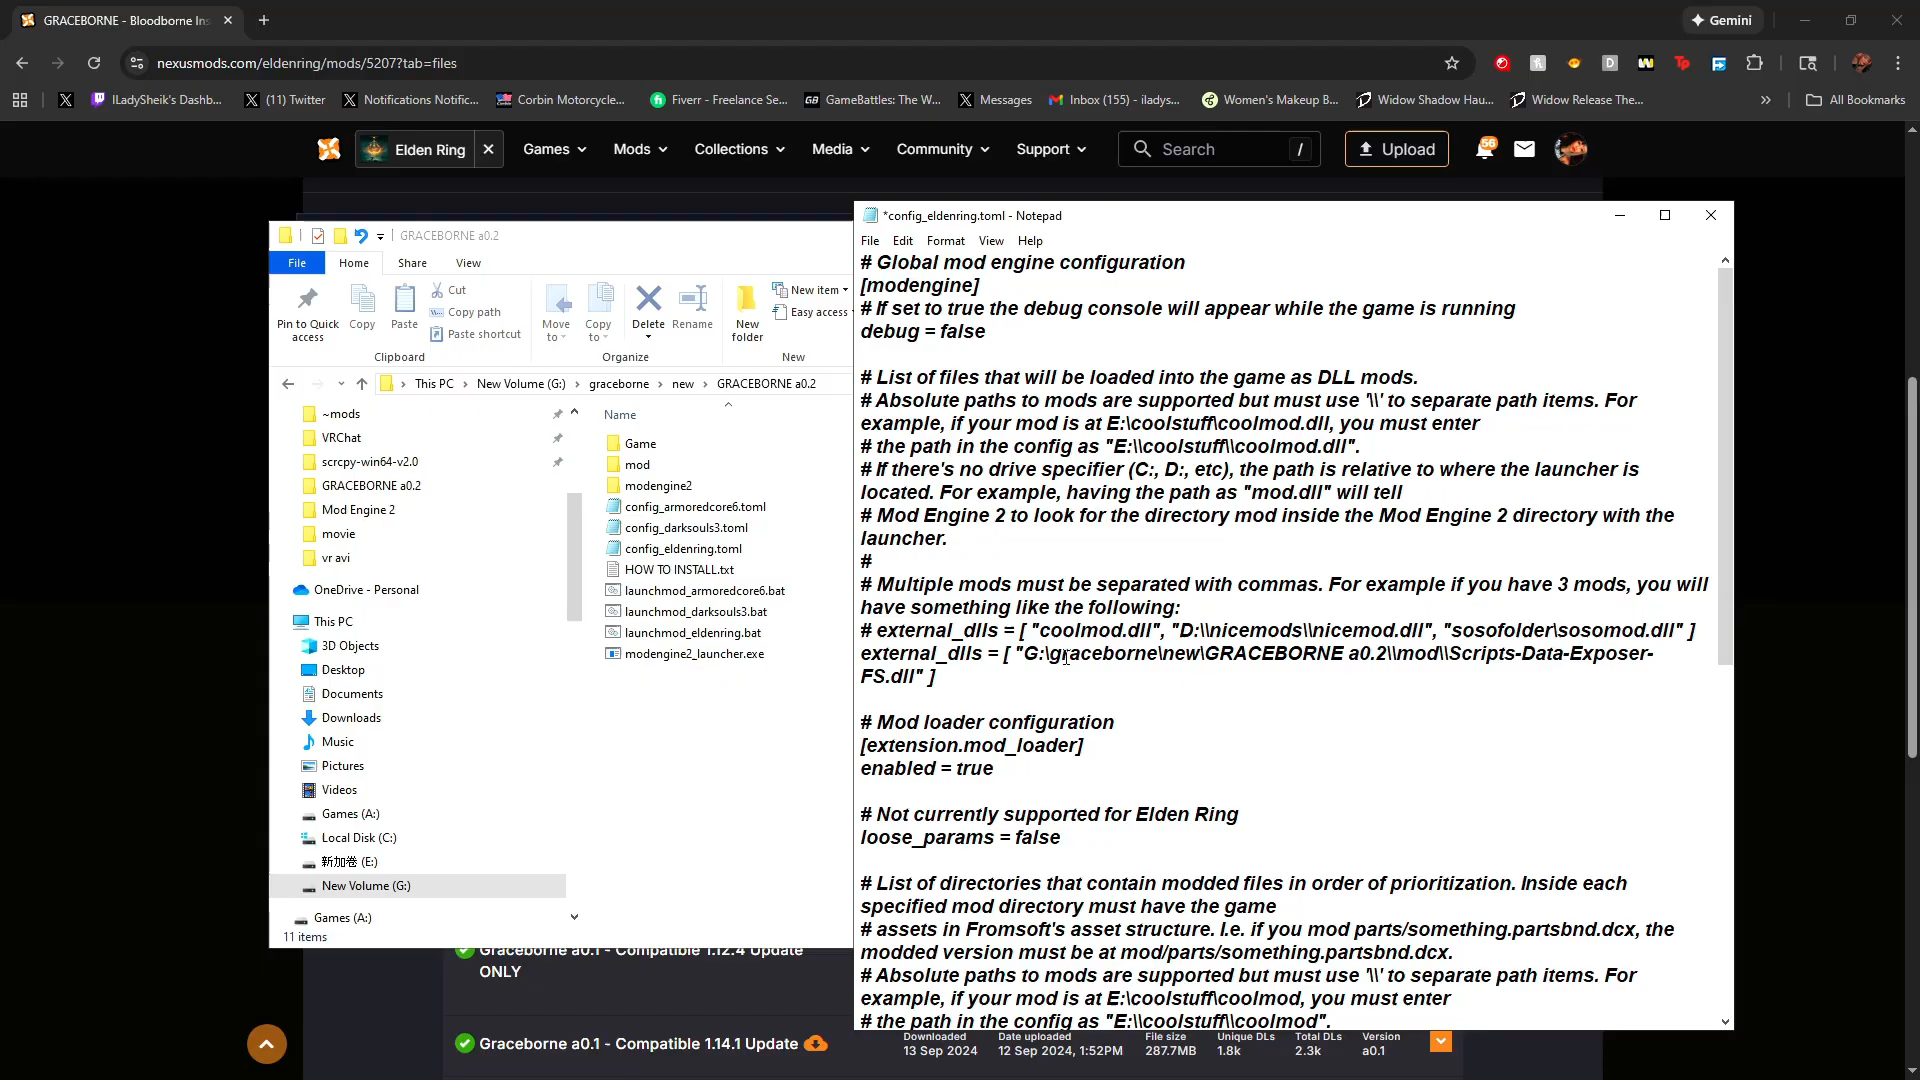 GRACEBORNE - Bloodborne Ins
Gemini
nexusmods.com/eldenring/mods/5207?tab=files
ILadySheik's Dashb...
(11) Twitter
Notifications Notific...
Corbin Motorcycle...
Fiverr - Freelance Se...
GameBattles: The W...
Messages
Inbox (155) - iladys...
Women's Makeup B...
Widow Shadow Hau...
Widow Release The...
All Bookmarks
Elden Ring
Games
Mods
Collections
Media
Community
Support
Search
/
Upload
56
GRACEBORNE a0.2
File
Home
Share
View
Pin to Quick access
Copy
Paste
Cut
Copy path
Paste shortcut
Clipboard
Move to
Copy to
Delete
Rename
Organize
New folder
New item
Easy access
New
This PC > New Volume (G:) > graceborne > new > GRACEBORNE a0.2
~mods
VRChat
scrcpy-win64-v2.0
GRACEBORNE a0.2
Mod Engine 2
movie
vr avi
OneDrive - Personal
This PC
3D Objects
Desktop
Documents
Downloads
Music
Pictures
Videos
Games (A:)
Local Disk (C:)
新加卷 (E:)
New Volume (G:)
Games (A:)
11 items
Name
Game
mod
modengine2
config_armoredcore6.toml
config_darksouls3.toml
config_eldenring.toml
HOW TO INSTALL.txt
launchmod_armoredcore6.bat
launchmod_darksouls3.bat
launchmod_eldenring.bat
modengine2_launcher.exe
*config_eldenring.toml - Notepad
File Edit Format View Help
# Global mod engine configuration
[modengine]
# If set to true the debug console will appear while the game is running
debug = false
# List of files that will be loaded into the game as DLL mods.
# Absolute paths to mods are supported but must use '\\' to separate path items. For
example, if your mod is at E:\coolstuff\coolmod.dll, you must enter
# the path in the config as "E:\\coolstuff\\coolmod.dll".
# If there's no drive specifier (C:, D:, etc), the path is relative to where the launcher is
located. For example, having the path as "mod.dll" will tell
# Mod Engine 2 to look for the directory mod inside the Mod Engine 2 directory with the
launcher.
#
# Multiple mods must be separated with commas. For example if you have 3 mods, you will
have something like the following:
# external_dlls = [ "coolmod.dll", "D:\\nicemods\\nicemod.dll", "sosofolder\sosomod.dll" ]
external_dlls = [ "G:\graceborne\new\GRACEBORNE a0.2\\mod\\Scripts-Data-Exposer-
FS.dll" ]
# Mod loader configuration
[extension.mod_loader]
enabled = true
# Not currently supported for Elden Ring
loose_params = false
# List of directories that contain modded files in order of prioritization. Inside each
specified mod directory must have the game
# assets in Fromsoft's asset structure. I.e. if you mod parts/something.partsbnd.dcx, the
modded version must be at mod/parts/something.partsbnd.dcx.
# Absolute paths to mods are supported but must use '\\' to separate path items. For
example, if your mod is at E:\coolstuff\coolmod, you must enter
# the path in the config as "E:\\coolstuff\\coolmod".
Graceborne a0.1 - Compatible 1.12.4 Update
ONLY
Graceborne a0.1 - Compatible 1.14.1 Update
Downloaded
13 Sep 2024
Date uploaded
12 Sep 2024, 1:52PM
File size
287.7MB
Unique DLs
1.8k
Total DLs
2.3k
Version
a0.1